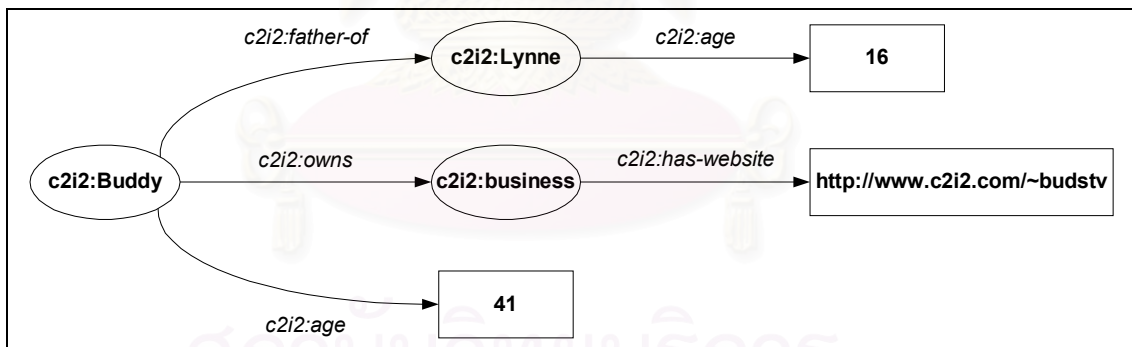 c2i2:father-of
c2i2:Lynne
c2i2:age
16
c2i2:Buddy
c2i2:owns
c2i2:business
c2i2:has-website
http://www.c2i2.com/~budstv
c2i2:age
41